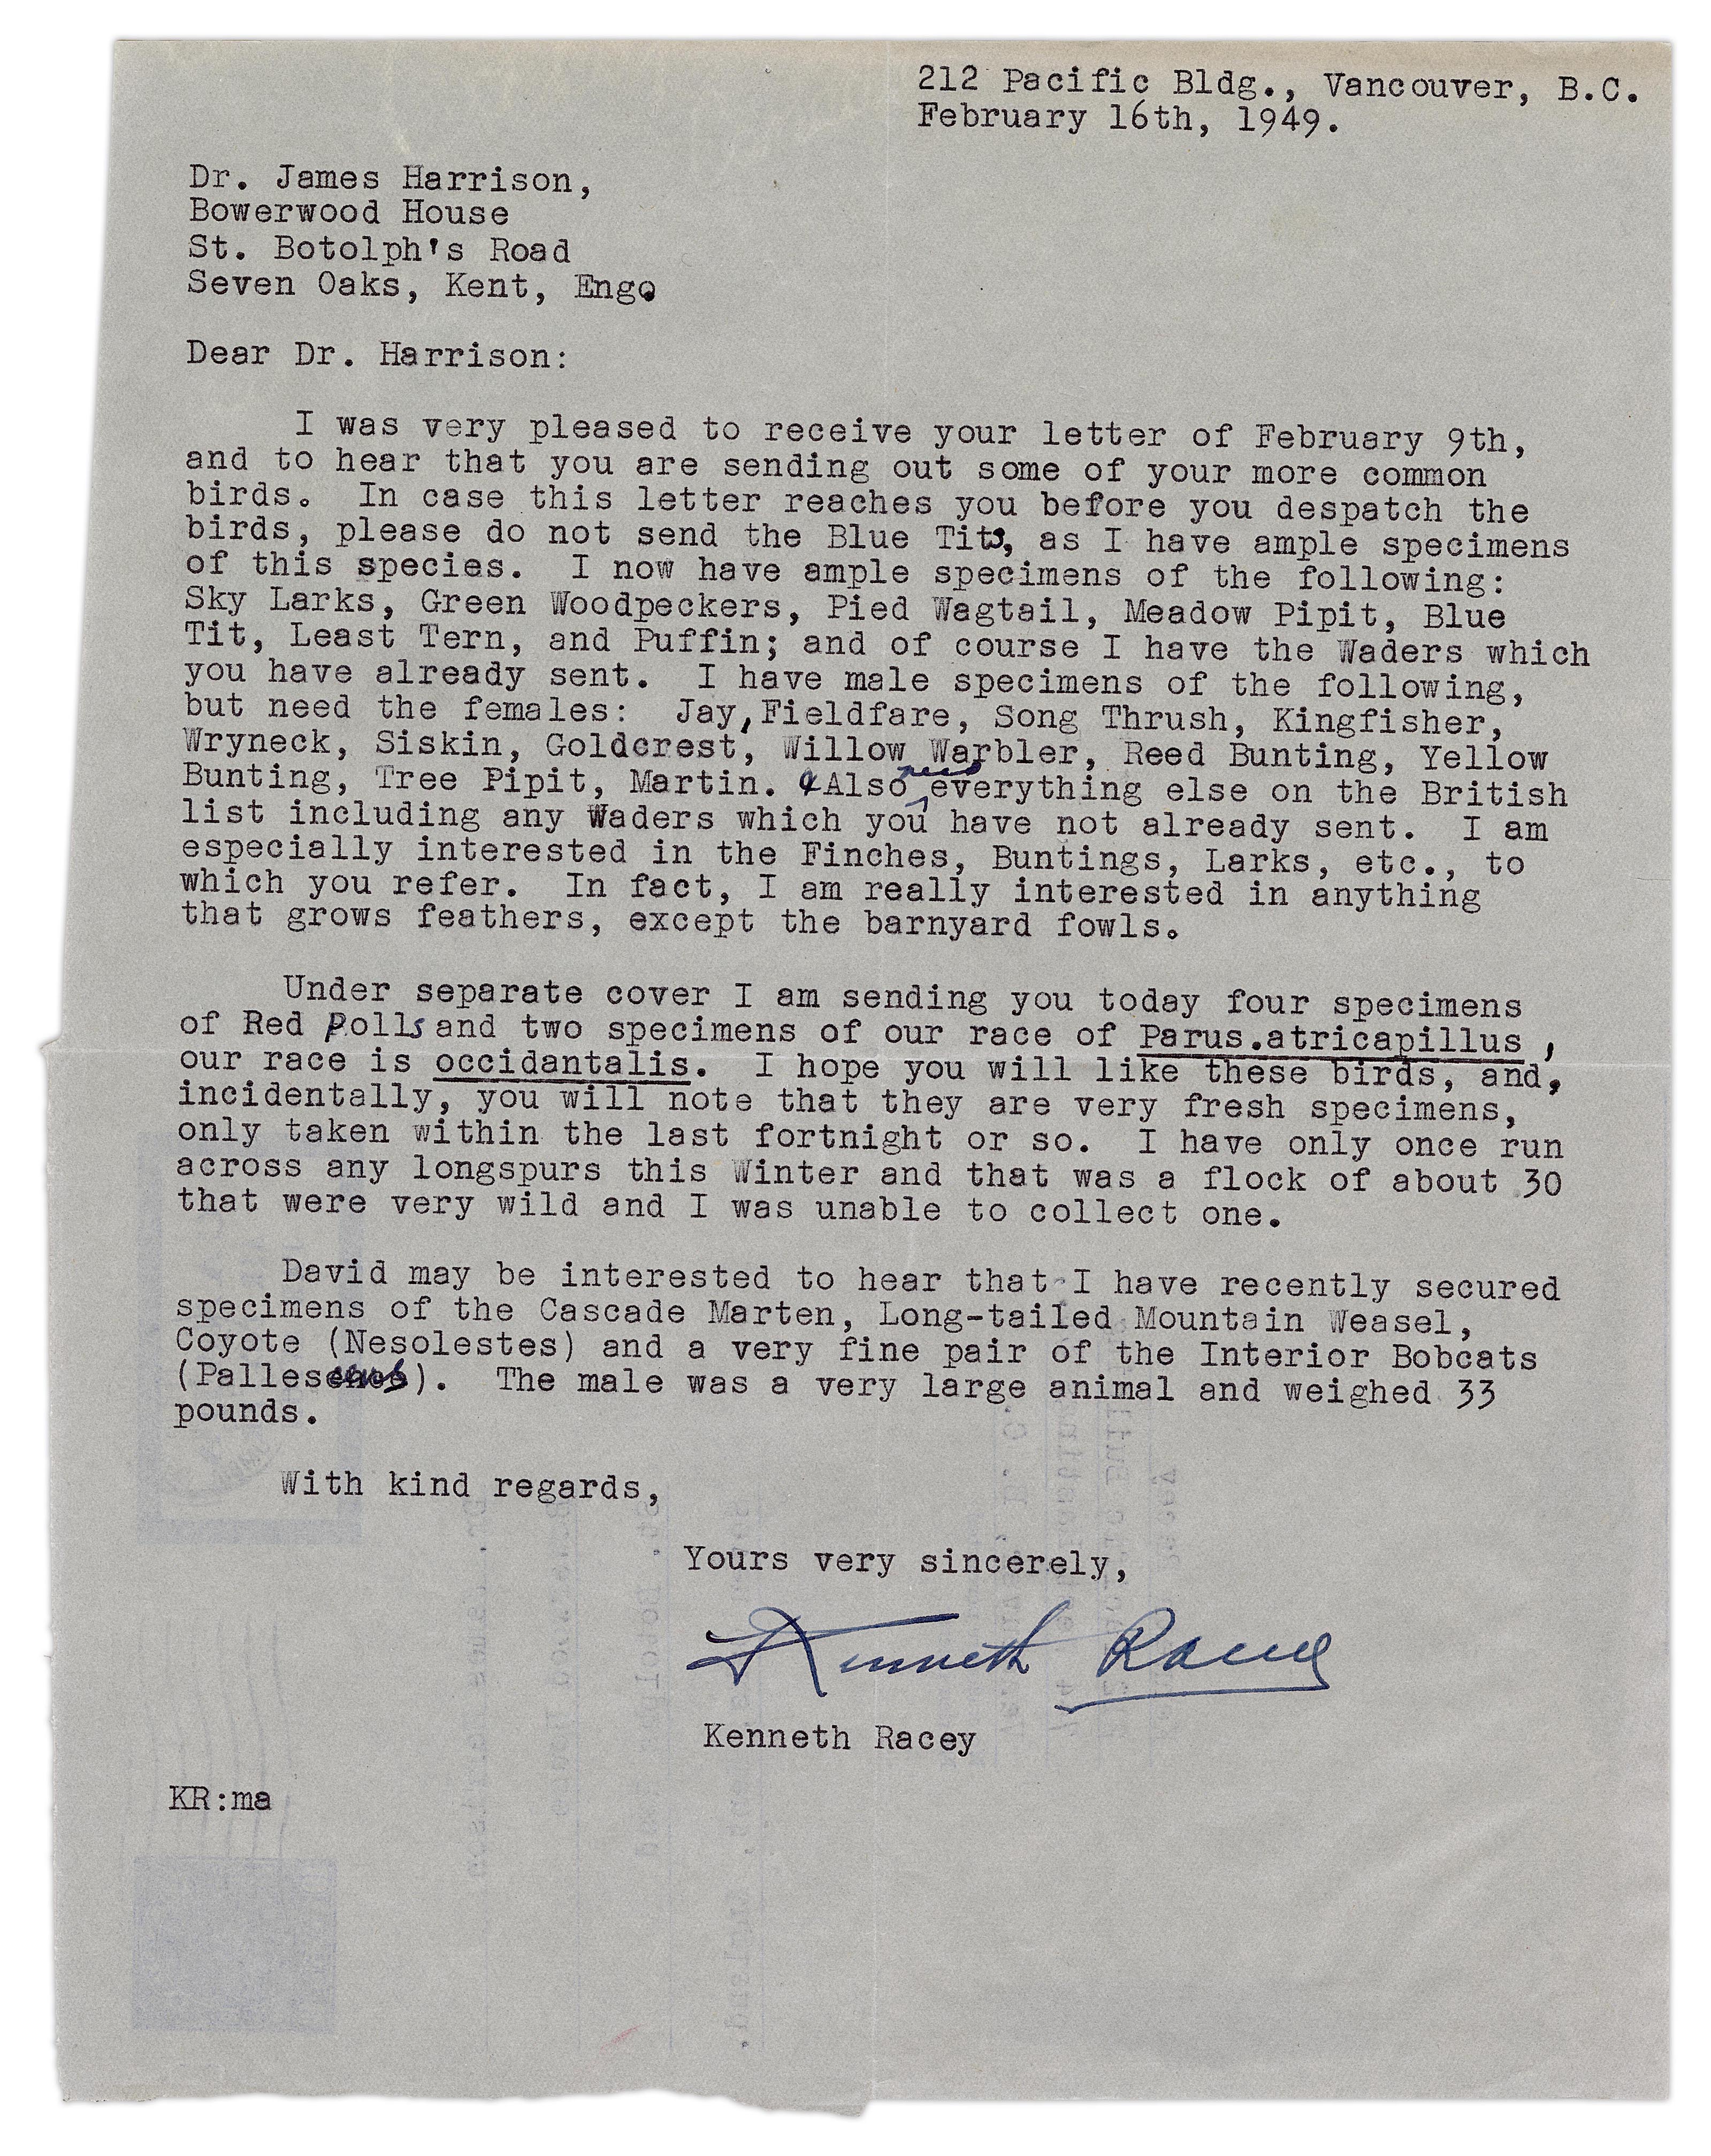 212 Pacific Bldg., Vancouver, B.C.
February 16th, 1949.
Dr. James Harrison,
Bowerwood House
St. Botolph's Road
Seven Oaks, Kent, Eng.
Dear Dr. Harrison:
I was very pleased to receive your letter of February 9th,
and to hear that you are sending out some of your more common
birds. In case this letter reaches you before you despatch the
birds, please do not send the Blue Tits, as I have ample specimens
of this species. I now have ample specimens of the following:
Sky Larks, Green Woodpeckers, Pied Wagtail, Meadow Pipit, Blue
Tit, Least Tern, and Puffin; and of course I have the Waders which
you have already sent. I have male specimens of the following,
but need the females: Jay, Fieldfare, Song Thrush, Kingfisher,
Wryneck, Siskin, Goldcrest, Willow Warbler, Reed Bunting, Yellow
Bunting, Tree Pipit, Martin. & Also need everything else on the British
list including any Waders which you have not already sent. I am
especially interested in the Finches, Buntings, Larks, etc., to
which you refer. In fact, I am really interested in anything
that grows feathers, except the barnyard fowls.
Under separate cover I am sending you today four specimens
of Red Polls and two specimens of our race of Parus.atricapillus ,
our race is occidantalis. I hope you will like these birds, and,
incidentally, you will note that they are very fresh specimens,
only taken within the last fortnight or so. I have only once run
across any longspurs this Winter and that was a flock of about 30
that were very wild and I was unable to collect one.
David may be interested to hear that I have recently secured
specimens of the Cascade Marten, Long-tailed Mountain Weasel,
Coyote (Nesolestes) and a very fine pair of the Interior Bobcats
(Pallescens). The male was a very large animal and weighed 33
pounds.
With kind regards,
Yours very sincerely,
Kenneth Racey
Kenneth Racey
KR:ma